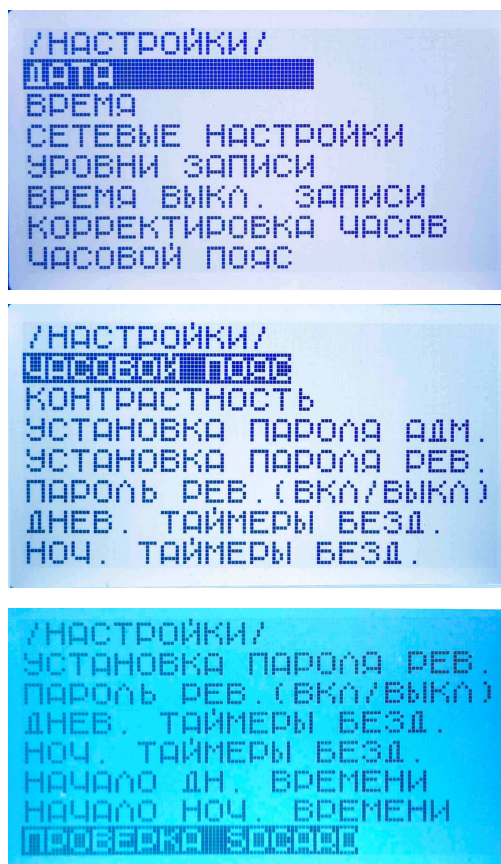 /НАСТРОЙКИ/
ДАТА
ВРЕМЯ
СЕТЕВЫЕ НАСТРОЙКИ
УРОВНИ ЗАПИСИ
ВРЕМЯ ВЫКЛ. ЗАПИСИ
КОРРЕКТИРОВКА ЧАСОВ
ЧАСОВОЙ ПОЯС
/НАСТРОЙКИ/
ЧАСОВОЙ ПОЯС
КОНТРАСТНОСТЬ
УСТАНОВКА ПАРОЛЯ АДМ.
УСТАНОВКА ПАРОЛЯ РЕВ.
ПАРОЛЬ РЕВ.(ВКЛ/ВЫКЛ)
ДНЕВ. ТАЙМЕРЫ БЕЗД.
НОЧ. ТАЙМЕРЫ БЕЗД.
/НАСТРОЙКИ/
УСТАНОВКА ПАРОЛЯ РЕВ.
ПАРОЛЬ РЕВ.(ВКЛ/ВЫКЛ)
ДНЕВ. ТАЙМЕРЫ БЕЗД.
НОЧ. ТАЙМЕРЫ БЕЗД.
НАЧАЛО ДН. ВРЕМЕНИ
НАЧАЛО НОЧ. ВРЕМЕНИ
ПРОВЕРКА SDCARD